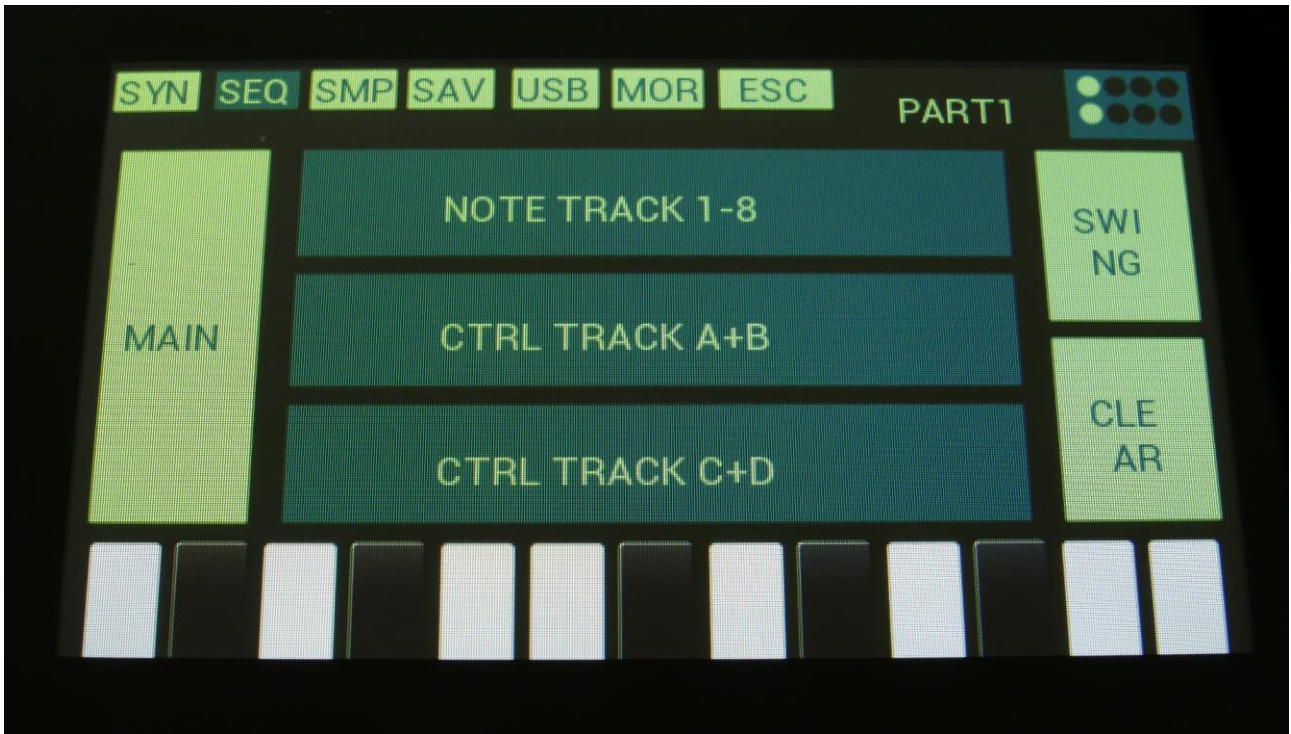 SYN SEQ SMP SAV USB MOR ESC PART1
NOTE TRACK 1-8
SWI
NG
MAIN
CTRL TRACK A+B
CTRL TRACK C+D
CLE
AR